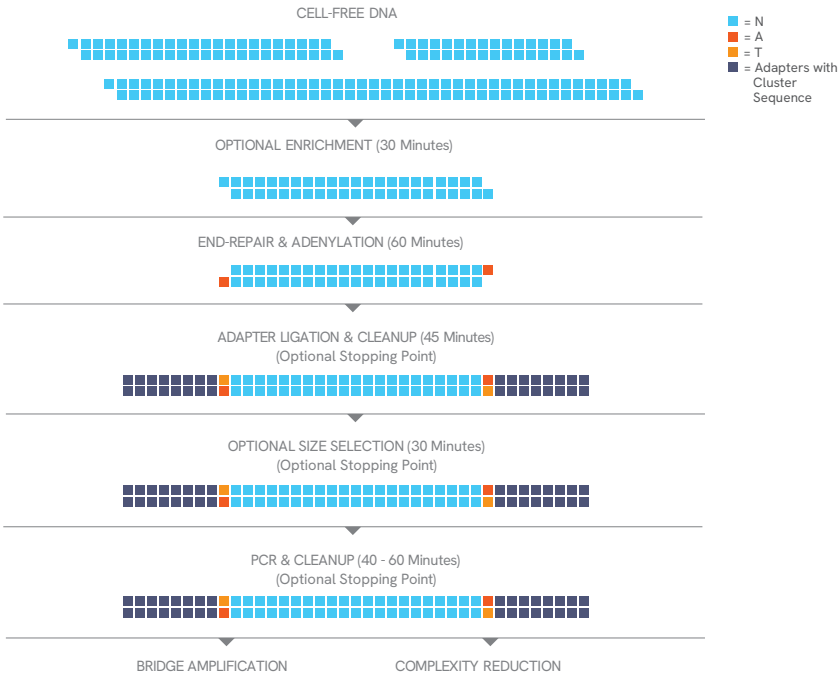 CELL-FREE DNA
= N
= A
= T
= Adapters with
Cluster
Sequence
OPTIONAL ENRICHMENT (30 Minutes)
END-REPAIR & ADENYLATION (60 Minutes)
ADAPTER LIGATION & CLEANUP (45 Minutes)
(Optional Stopping Point)
OPTIONAL SIZE SELECTION (30 Minutes)
(Optional Stopping Point)
PCR & CLEANUP (40 - 60 Minutes)
(Optional Stopping Point)
BRIDGE AMPLIFICATION
COMPLEXITY REDUCTION